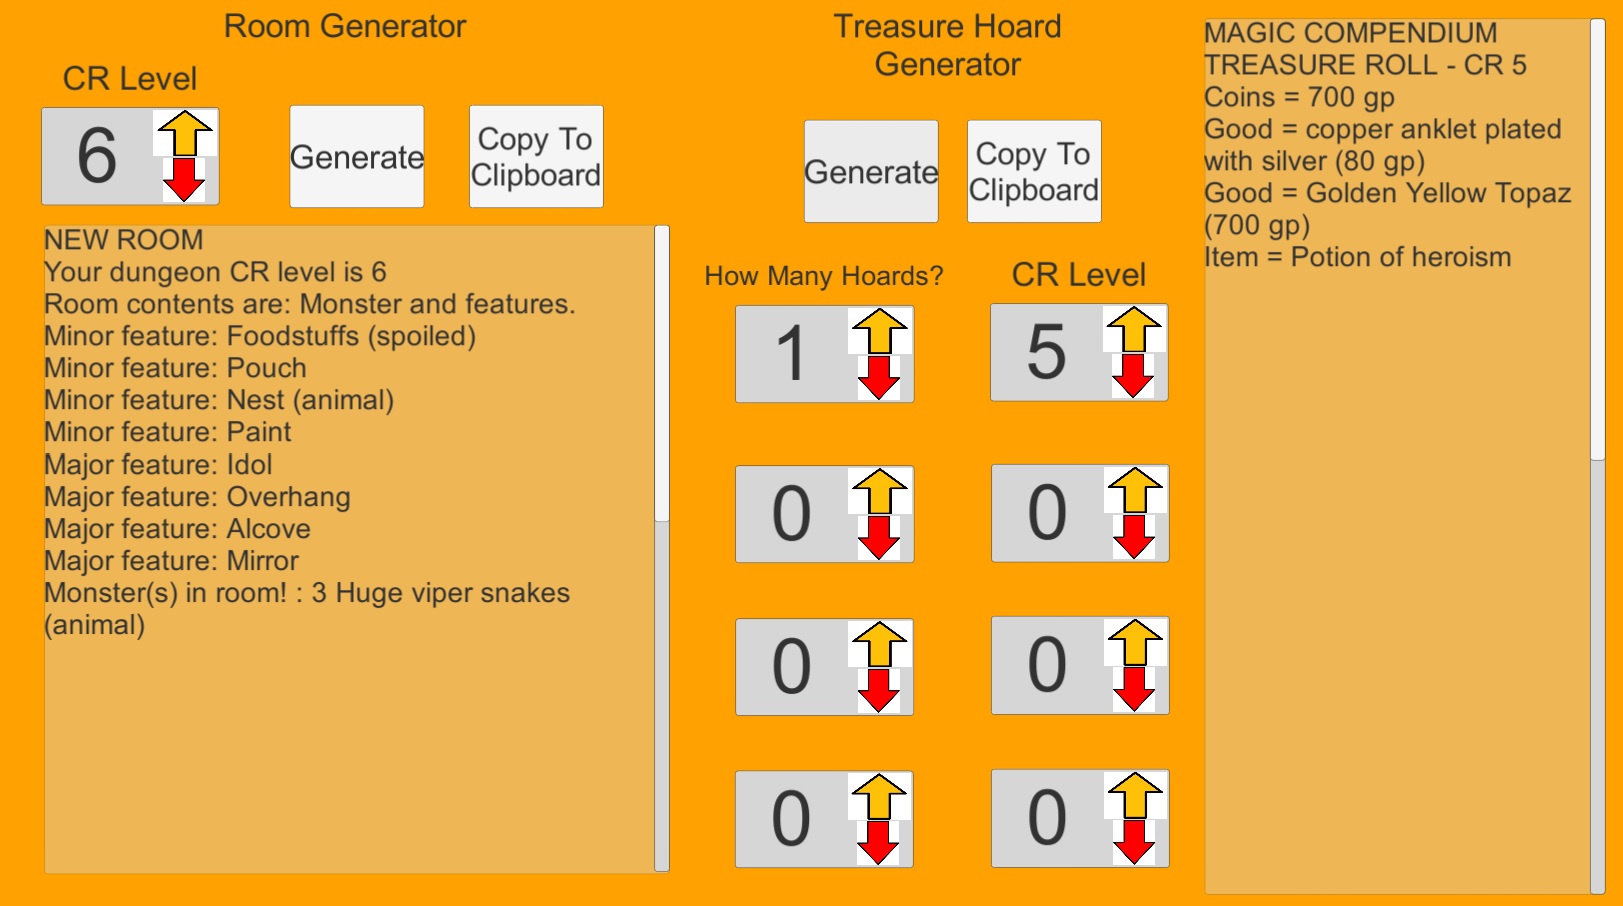 Room Generator
CR Level
6
Generate
Copy To
Clipboard
NEW ROOM
Your dungeon CR level is 6
Room contents are: Monster and features.
Minor feature: Foodstuffs (spoiled)
Minor feature: Pouch
Minor feature: Nest (animal)
Minor feature: Paint
Major feature: Idol
Major feature: Overhang
Major feature: Alcove
Major feature: Mirror
Monster(s) in room! : 3 Huge viper snakes
(animal)
Treasure Hoard
Generator
Generate
Copy To
Clipboard
How Many Hoards?
CR Level
1
5
0
0
0
0
0
0
MAGIC COMPENDIUM
TREASURE ROLL - CR 5
Coins = 700 gp
Good = copper anklet plated
with silver (80 gp)
Good = Golden Yellow Topaz
(700 gp)
Item = Potion of heroism